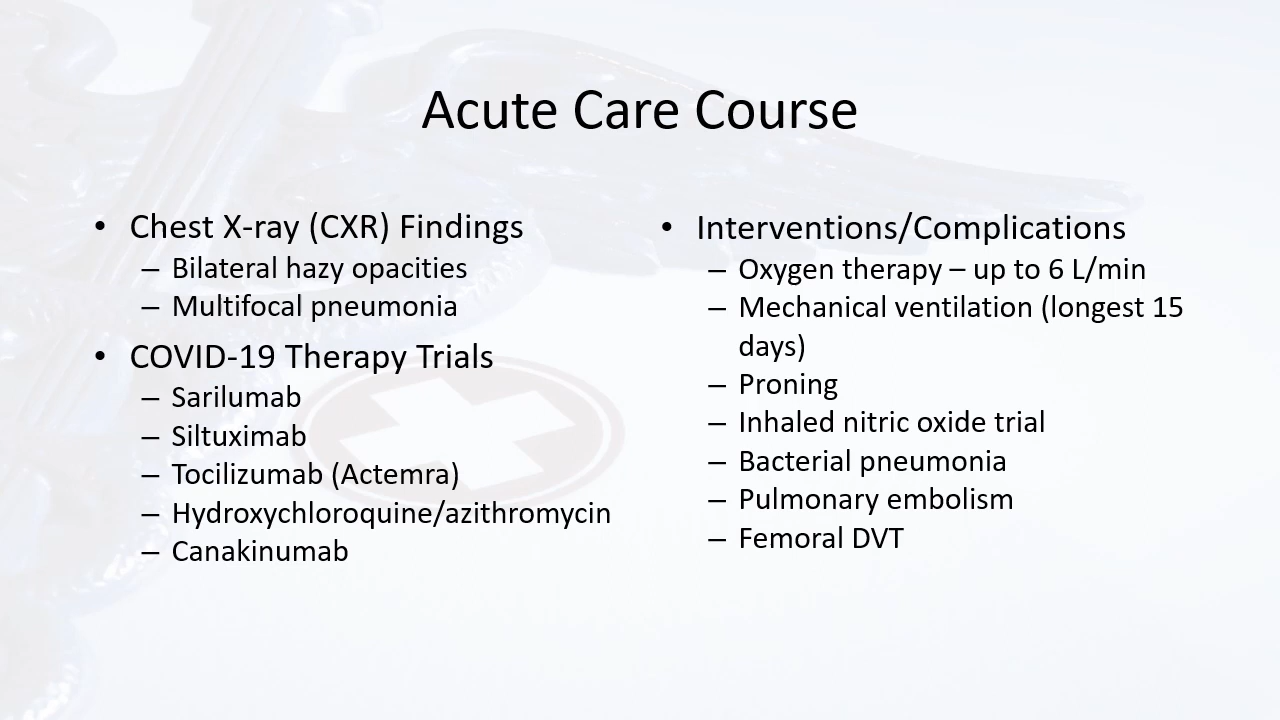 Acute Care Course
• Chest X-ray (CXR) Findings
– Bilateral hazy opacities
– Multifocal pneumonia
• COVID-19 Therapy Trials
– Sarilumab
– Siltuximab
– Tocilizumab (Actemra)
– Hydroxychloroquine/azithromycin
– Canakinumab
• Interventions/Complications
– Oxygen therapy – up to 6 L/min
– Mechanical ventilation (longest 15
days)
– Proning
– Inhaled nitric oxide trial
– Bacterial pneumonia
– Pulmonary embolism
– Femoral DVT